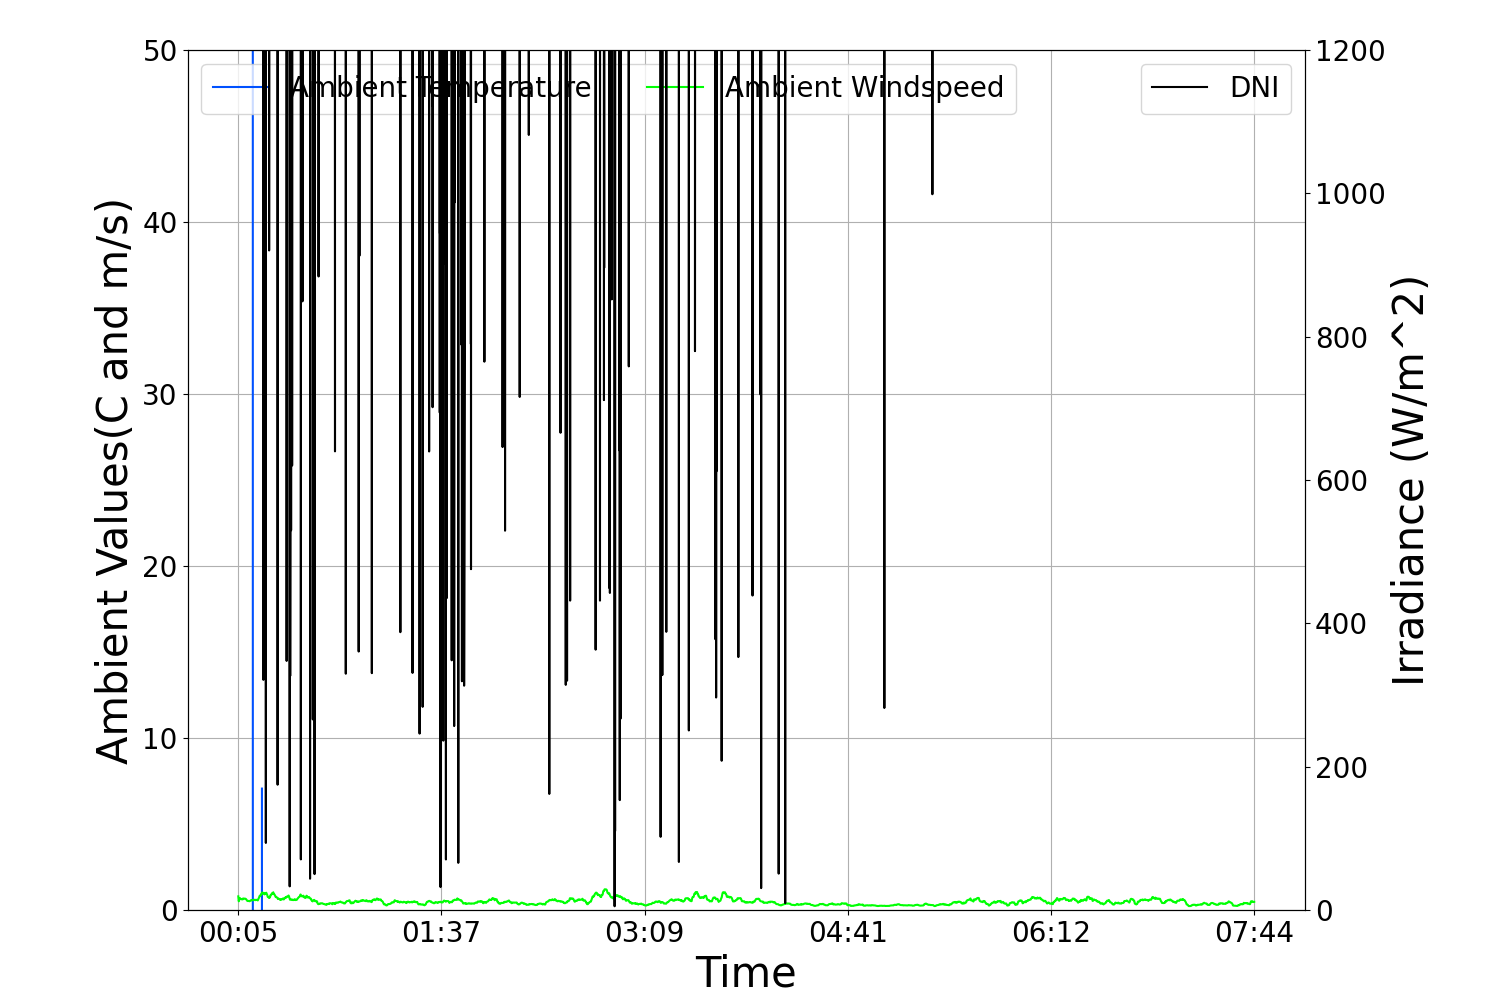 Ambient Temperature
Ambient Windspeed
DNI
50
40
30
20
10
0
1200
1000
800
600
400
200
0
Ambient Values(C and m/s)
Irradiance (W/m^2)
00:05 01:37 03:09 04:41 06:12 07:44
Time